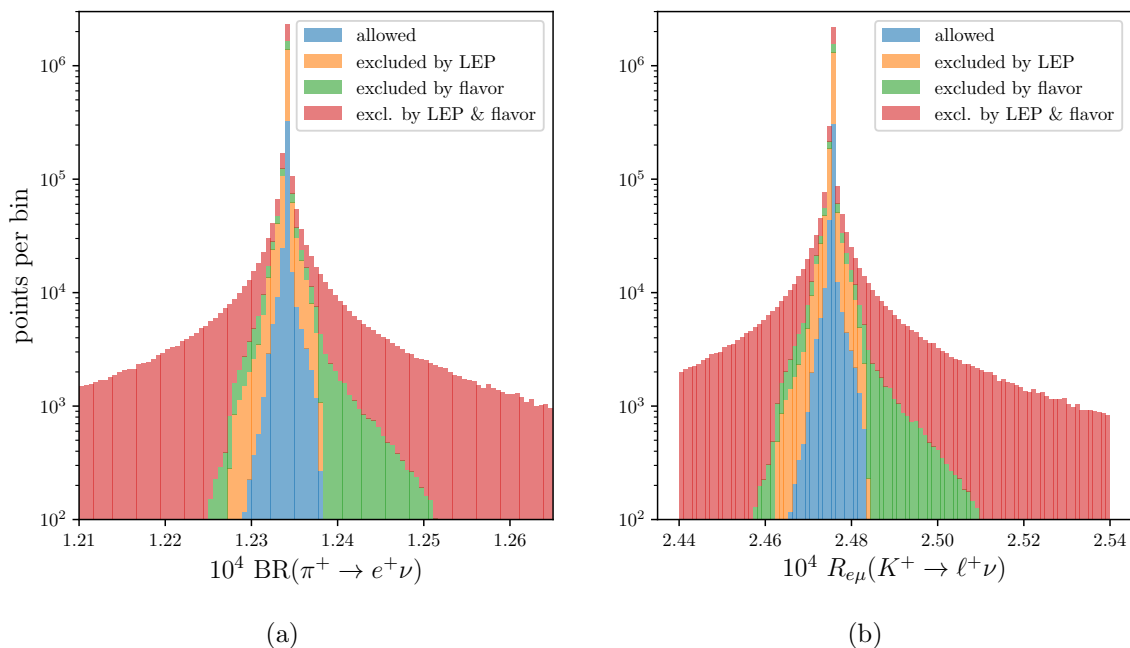 points per bin
10^6
10^5
10^4
10^3
10^2
allowed
excluded by LEP
excluded by flavor
excl. by LEP & flavor
1.21 1.22 1.23 1.24 1.25 1.26
10^4 BR(π^+ → e^+ν)
(a)
10^6
10^5
10^4
10^3
10^2
allowed
excluded by LEP
excluded by flavor
excl. by LEP & flavor
2.44 2.46 2.48 2.50 2.52 2.54
10^4 R_{eμ}(K^+ → ℓ^+ν)
(b)